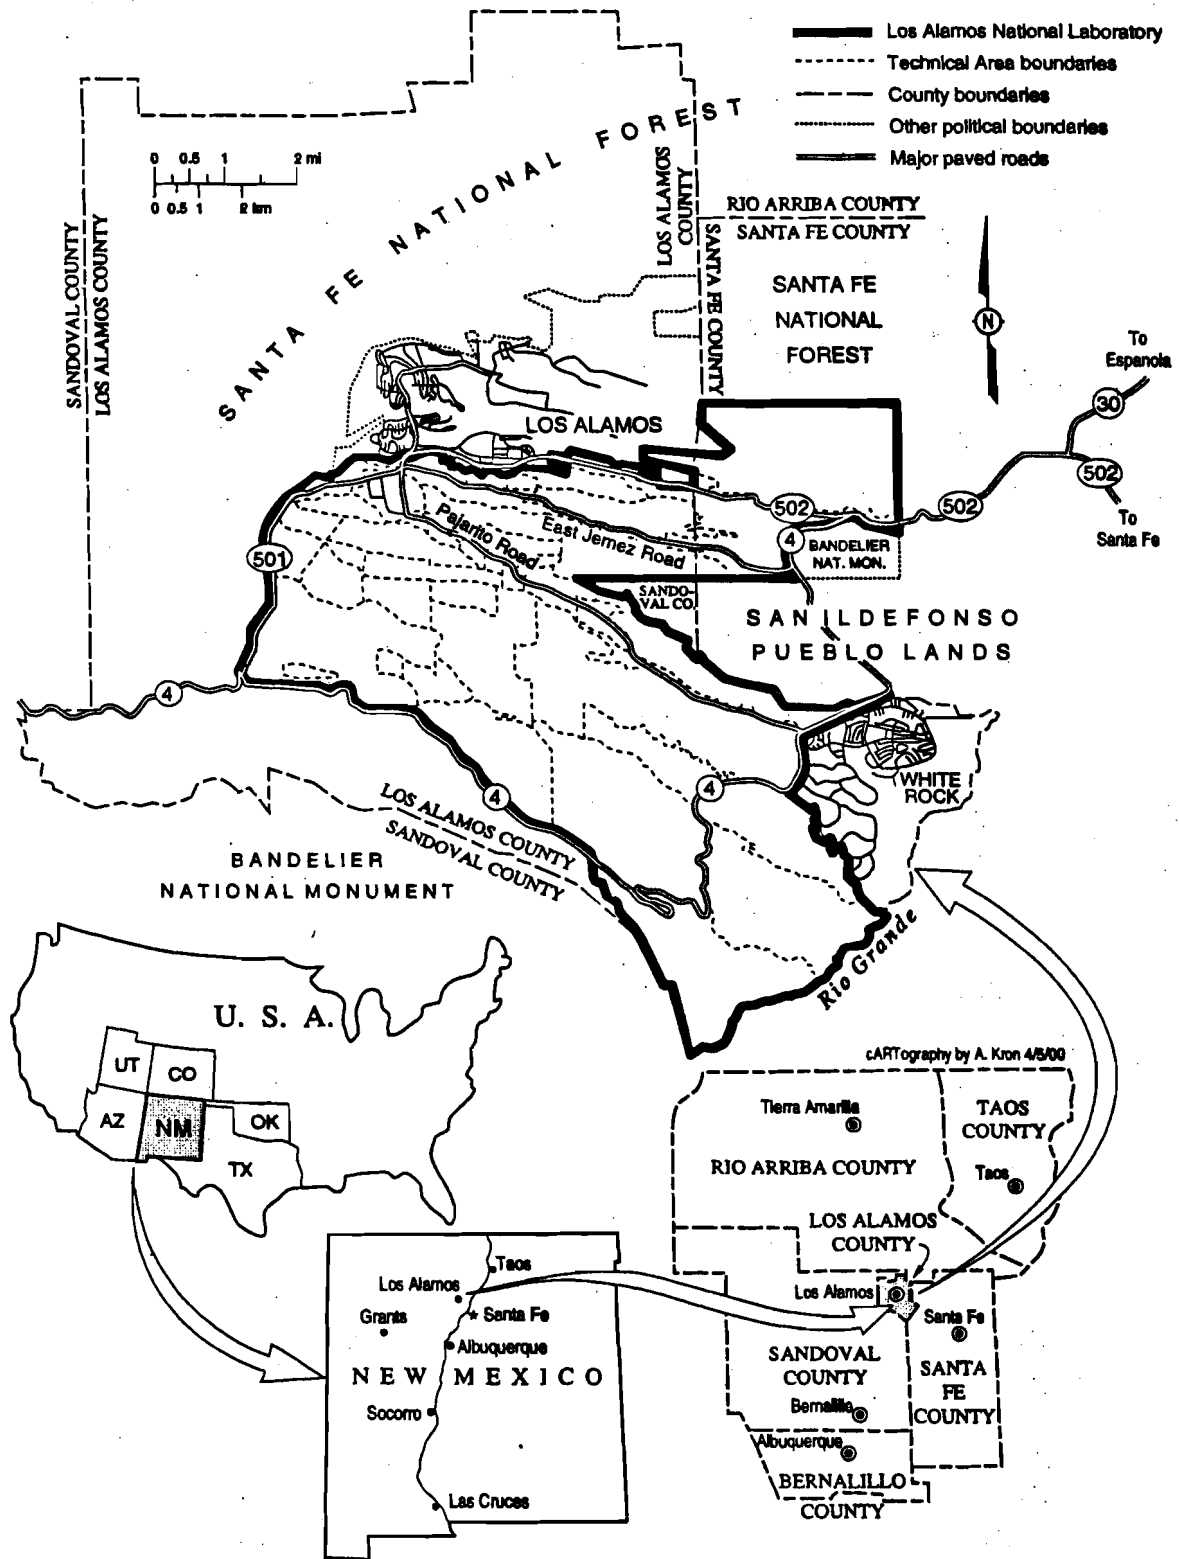 Los Alamos National Laboratory
Technical Area boundaries
County boundaries
Other political boundaries
Major paved roads
0 0.5 1 2 mi
0 0.5 1 2 km
SANTA FE NATIONAL FOREST
SANDOVAL COUNTY
LOS ALAMOS COUNTY
LOS ALAMOS
COUNTY
SANTA FE COUNTY
RIO ARRIBA COUNTY
SANTA FE COUNTY
SANTA FE
NATIONAL
FOREST
N
To
Espanola
30
502
To
Santa Fe
502
502
LOS ALAMOS
4
BANDELIER
NAT. MON.
East Jemez Road
Pajarito Road
501
SANDO-
VAL CO.
SAN ILDEFONSO
PUEBLO LANDS
4
WHITE
ROCK
4
4
LOS ALAMOS COUNTY
SANDOVAL COUNTY
BANDELIER
NATIONAL MONUMENT
Rio Grande
U. S. A.
UT
CO
AZ
NM
OK
TX
cARTography by A. Kron 4/5/00
Tierra Amarilla
TAOS
COUNTY
RIO ARRIBA COUNTY
Taos
LOS ALAMOS
COUNTY
Los Alamos
Santa Fe
SANDOVAL
COUNTY
SANTA
FE
COUNTY
Bernalillo
Albuquerque
BERNALILLO
COUNTY
Taos
Los Alamos
Grants
Santa Fe
Albuquerque
NEW MEXICO
Socorro
Las Cruces